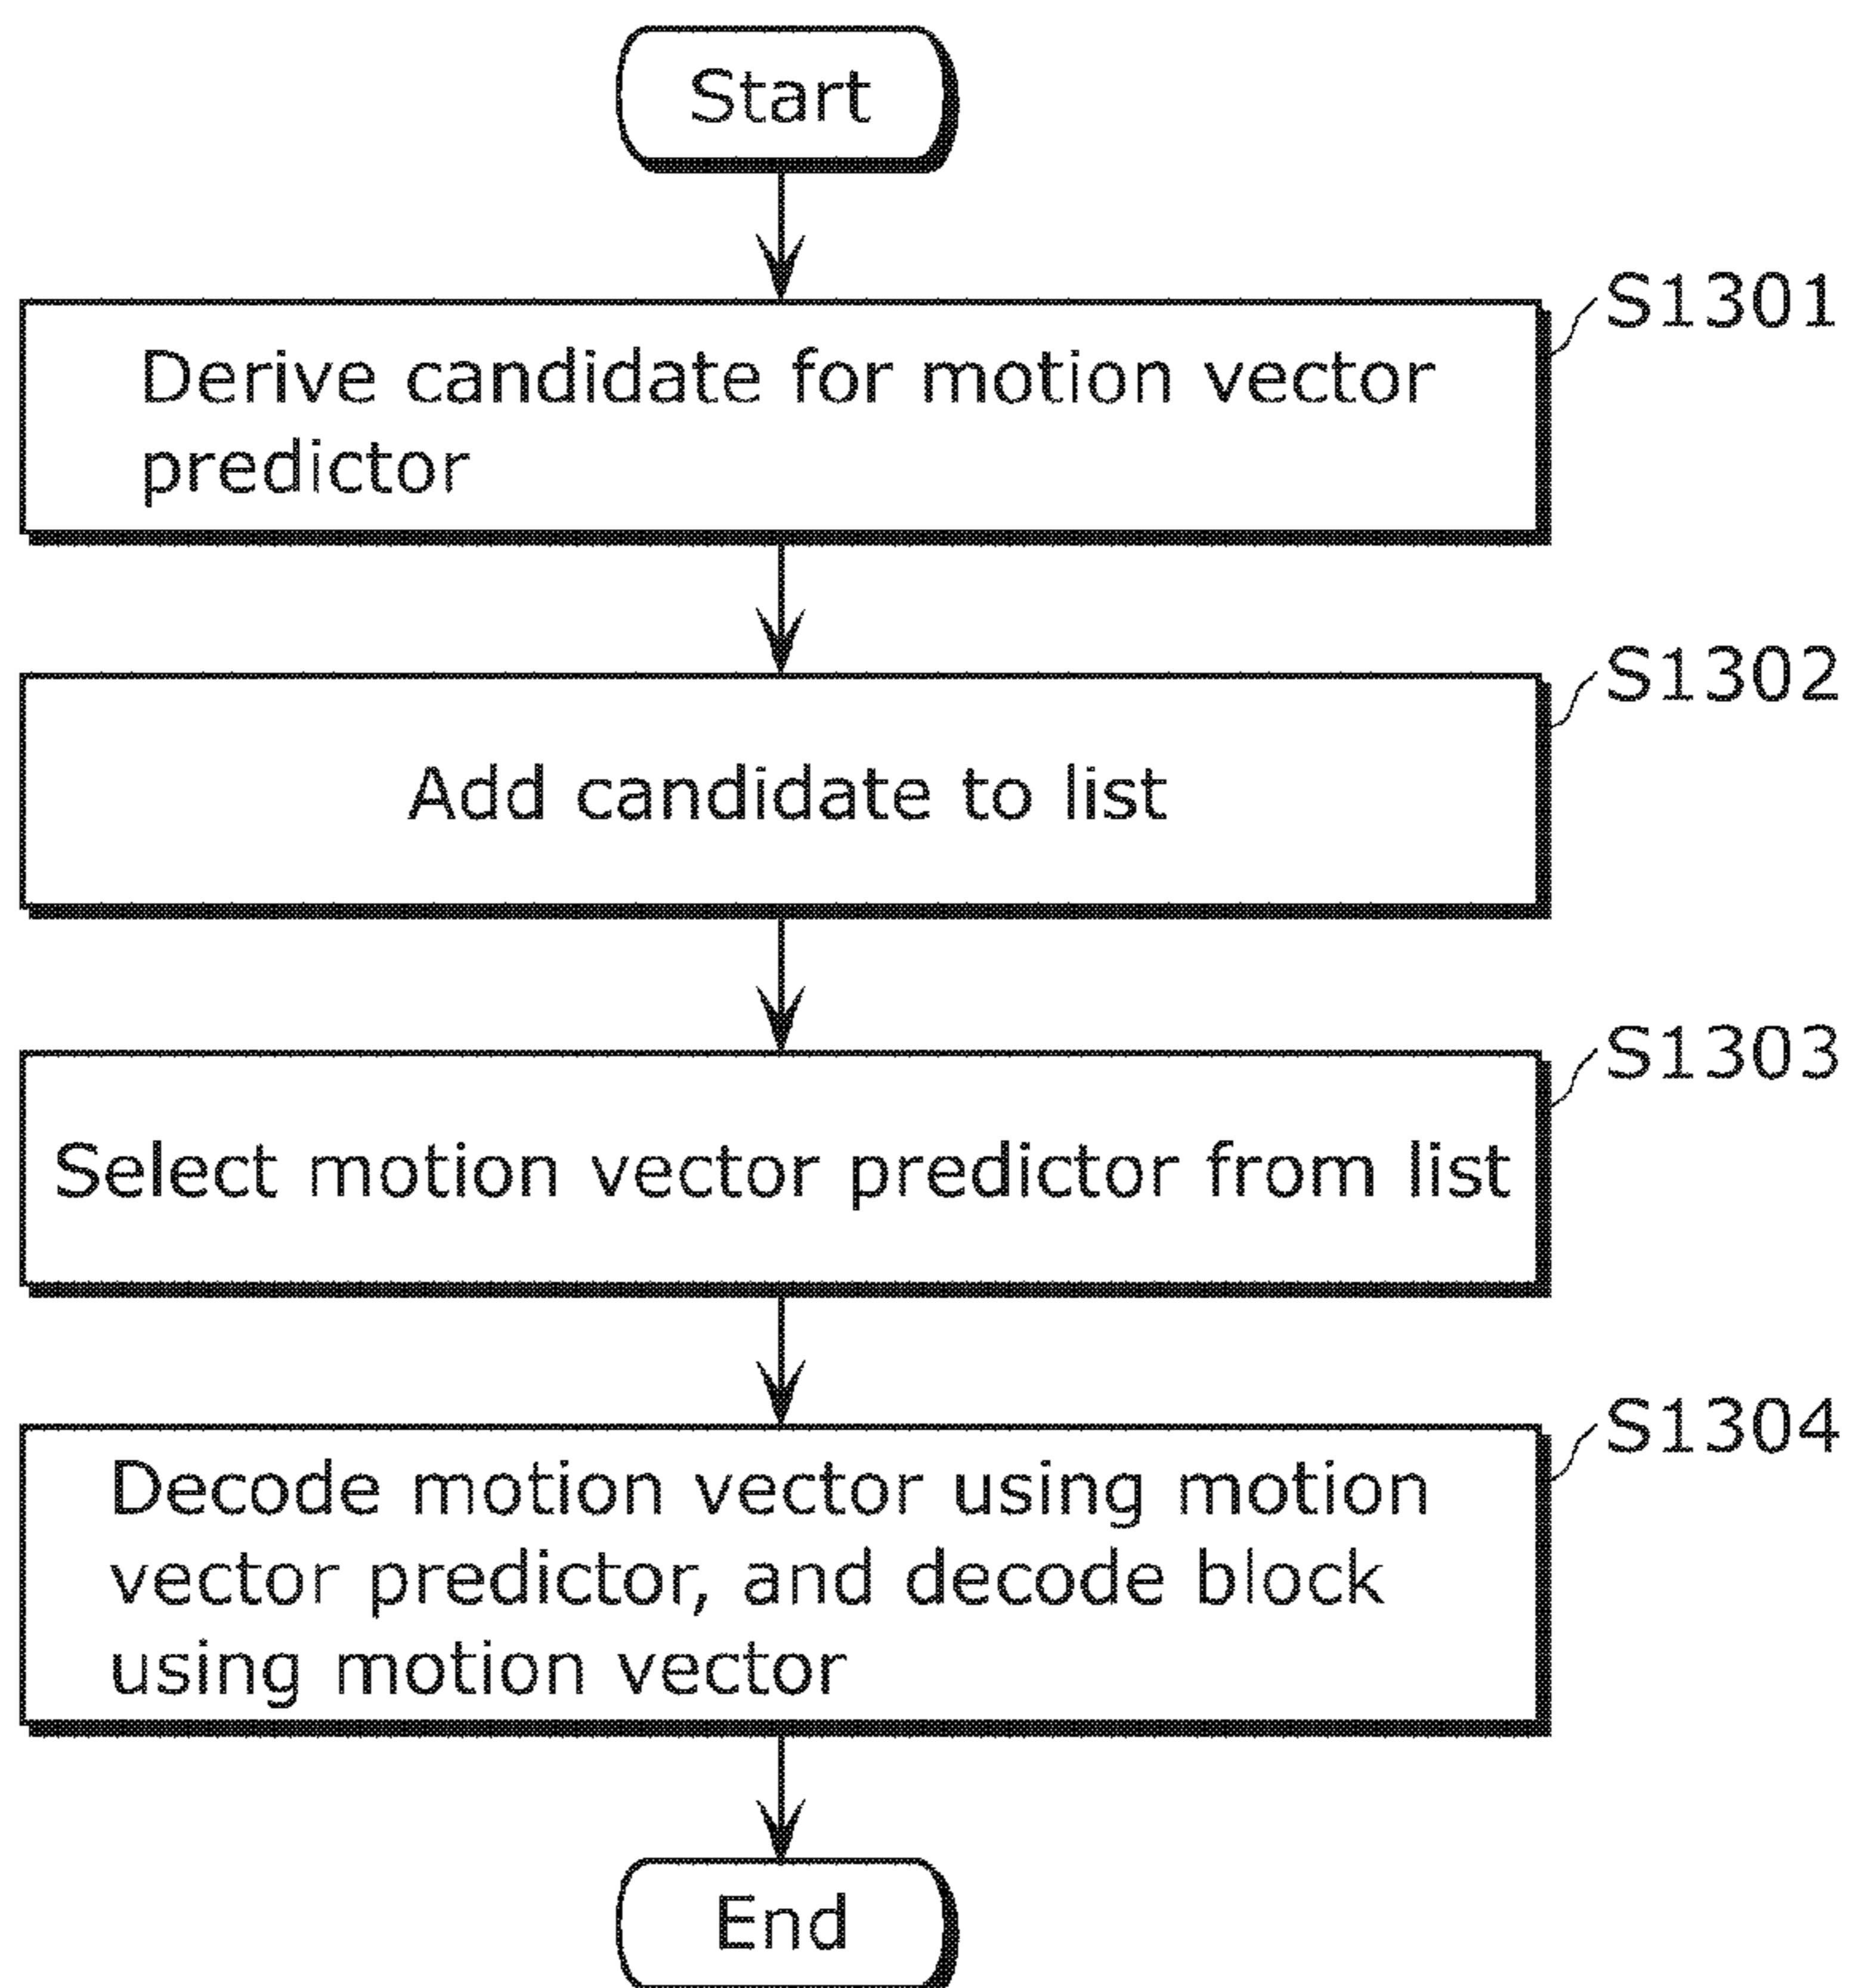 Start
S1301
Derive candidate for motion vector
predictor
S1302
Add candidate to list
S1303
Select motion vector predictor from list
S1304
Decode motion vector using motion
vector predictor, and decode block
using motion vector
End